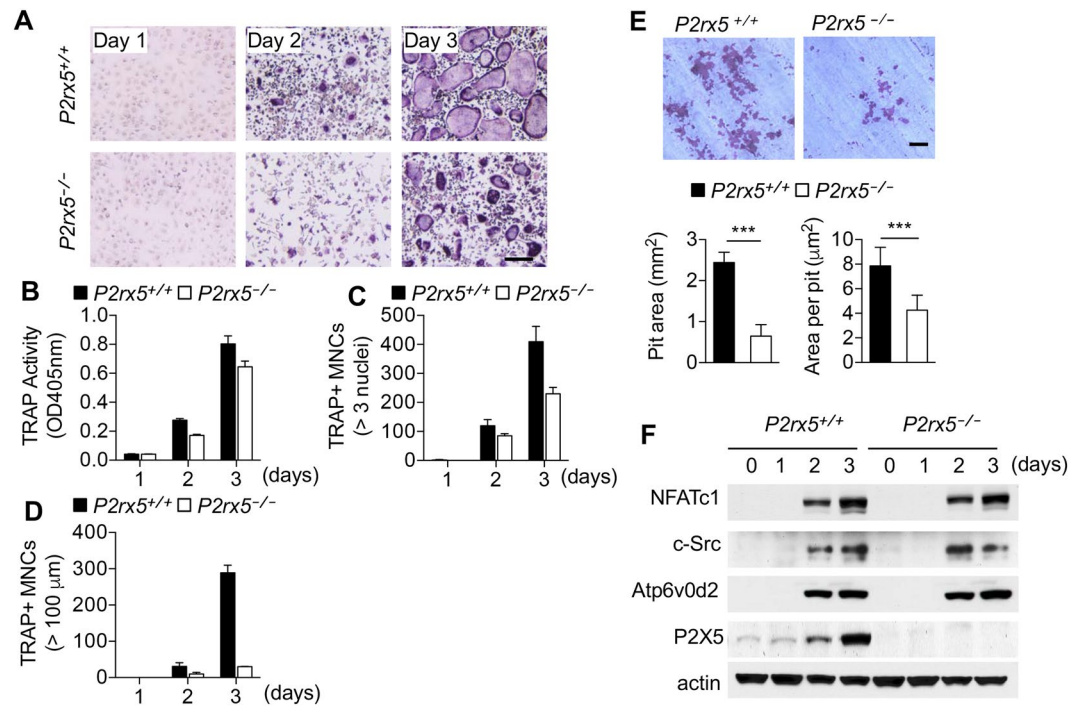 A
Day 1
Day 2
Day 3
P2rx5+/+
P2rx5−/−
B
P2rx5+/+ P2rx5−/−
TRAP Activity
(OD405nm)
1.0
0.8
0.6
0.4
0.2
0.0
1 2 3 (days)
C
P2rx5+/+ P2rx5−/−
TRAP+ MNCs
(> 3 nuclei)
500
400
300
200
100
0
1 2 3 (days)
D
P2rx5+/+ P2rx5−/−
TRAP+ MNCs
(> 100 μm)
400
300
200
100
0
1 2 3 (days)
E
P2rx5 +/+
P2rx5 −/−
P2rx5+/+ P2rx5−/−
Pit area (mm2)
3
2
1
0
***
Area per pit (μm2)
10
8
6
4
2
0
***
F
P2rx5+/+ P2rx5−/−
0 1 2 3 0 1 2 3 (days)
NFATc1
c-Src
Atp6v0d2
P2X5
actin